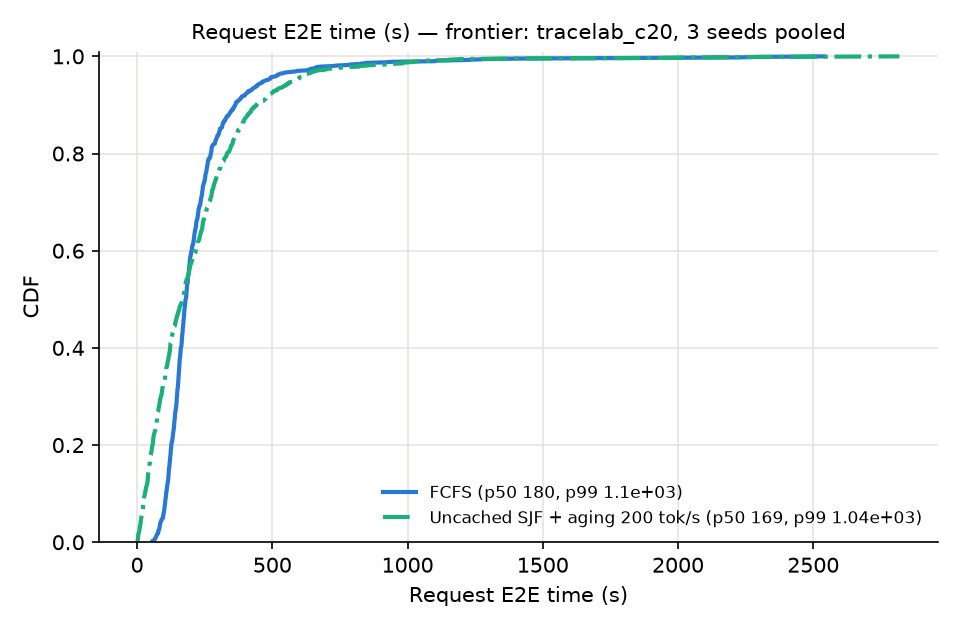 Request E2E time (s) — frontier: tracelab_c20, 3 seeds pooled
1.0
0.8
0.6
0.4
0.2
0.0
CDF
FCFS (p50 180, p99 1.1e+03)
Uncached SJF + aging 200 tok/s (p50 169, p99 1.04e+03)
0 500 1000 1500 2000 2500
Request E2E time (s)